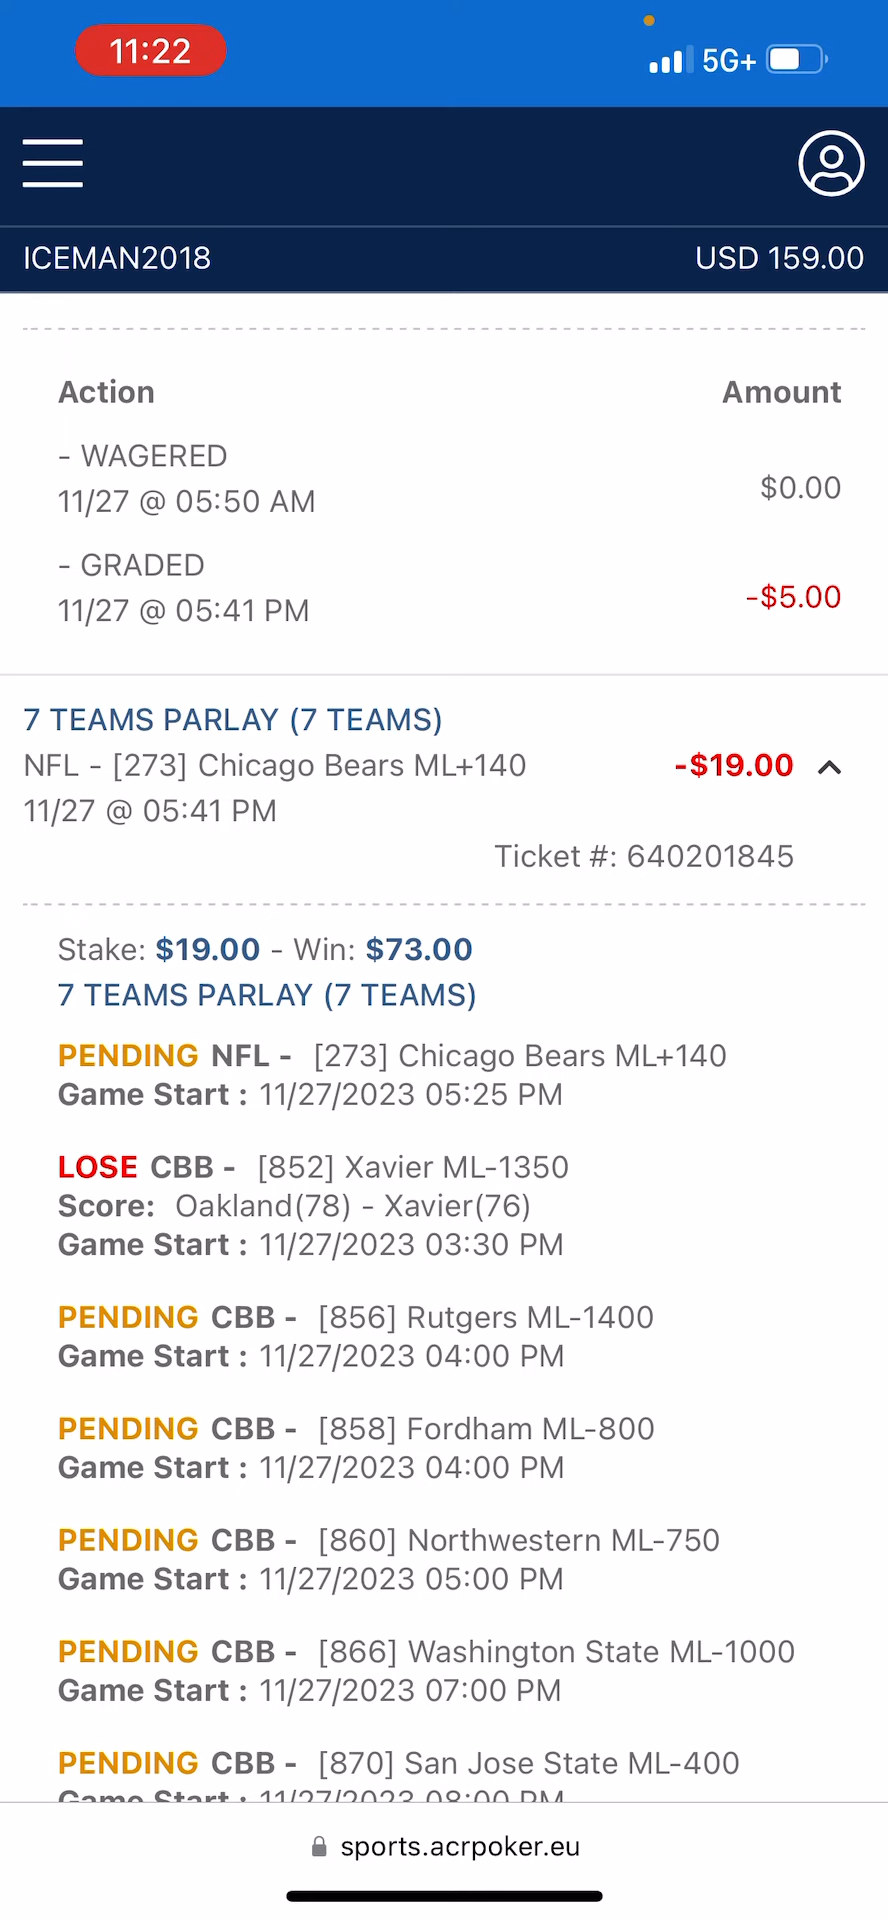 11:22
5G+
ICEMAN2018 USD 159.00
Action Amount
- WAGERED
11/27 @ 05:50 AM $0.00
- GRADED
11/27 @ 05:41 PM -$5.00
7 TEAMS PARLAY (7 TEAMS)
NFL - [273] Chicago Bears ML+140 -$19.00
11/27 @ 05:41 PM
Ticket #: 640201845
Stake: $19.00 - Win: $73.00
7 TEAMS PARLAY (7 TEAMS)
PENDING NFL - [273] Chicago Bears ML+140
Game Start : 11/27/2023 05:25 PM
LOSE CBB - [852] Xavier ML-1350
Score: Oakland(78) - Xavier(76)
Game Start : 11/27/2023 03:30 PM
PENDING CBB - [856] Rutgers ML-1400
Game Start : 11/27/2023 04:00 PM
PENDING CBB - [858] Fordham ML-800
Game Start : 11/27/2023 04:00 PM
PENDING CBB - [860] Northwestern ML-750
Game Start : 11/27/2023 05:00 PM
PENDING CBB - [866] Washington State ML-1000
Game Start : 11/27/2023 07:00 PM
PENDING CBB - [870] San Jose State ML-400
Game Start : 11/27/2023 08:00 PM
sports.acrpoker.eu